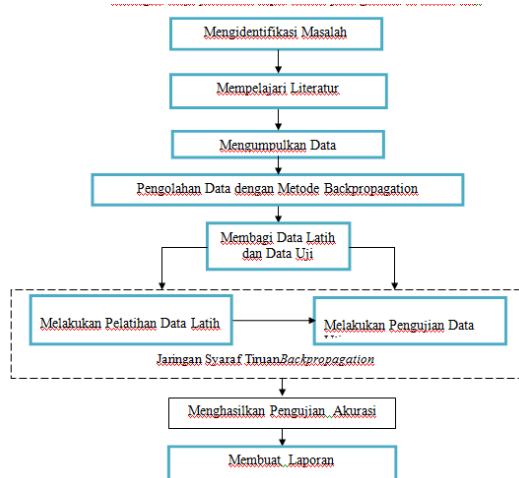 Mengidentifikasi Masalah
Mempelajari Literatur
Mengumpulkan Data
Pengolahan Data dengan Metode Backpropagation
Membagi Data Latih
dan Data Uji
Melakukan Pelatihan Data Latih
Melakukan Pengujian Data
Jaringan Syaraf TiruanBackpropagation
Menghasilkan Pengujian Akurasi
Membuat Laporan